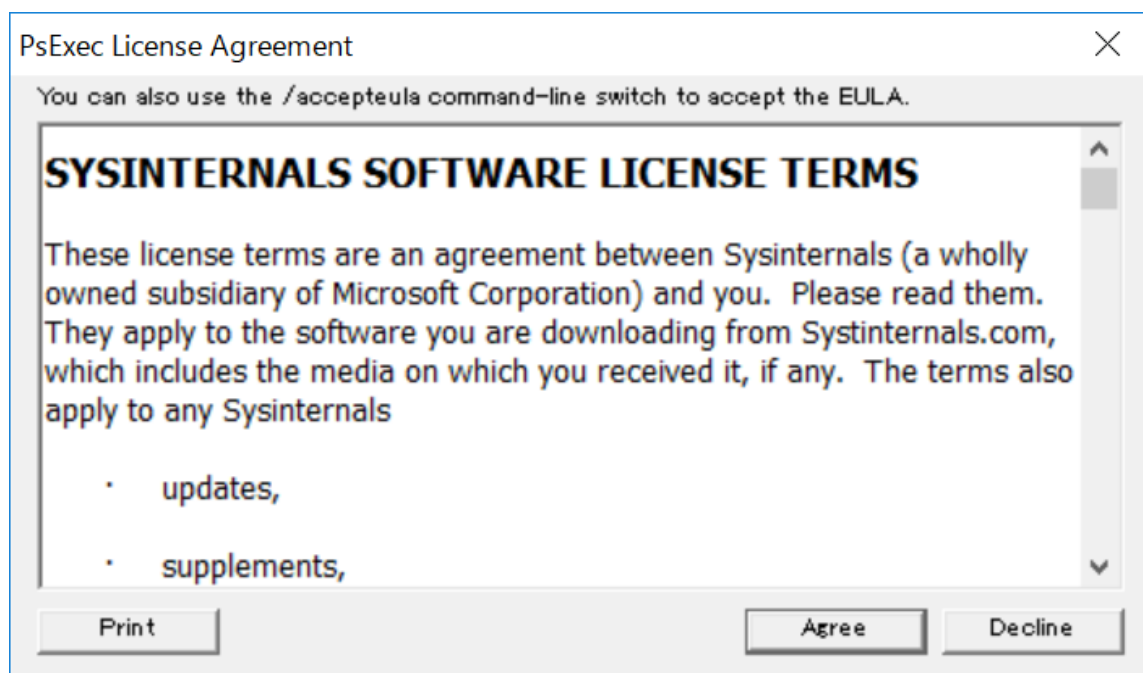 PsExec License Agreement
You can also use the /accepteula command-line switch to accept the EULA.
SYSINTERNALS SOFTWARE LICENSE TERMS
These license terms are an agreement between Sysinternals (a wholly
owned subsidiary of Microsoft Corporation) and you.  Please read them.
They apply to the software you are downloading from Systinternals.com,
which includes the media on which you received it, if any.  The terms also
apply to any Sysinternals
· updates,
· supplements,
Print Agree Decline